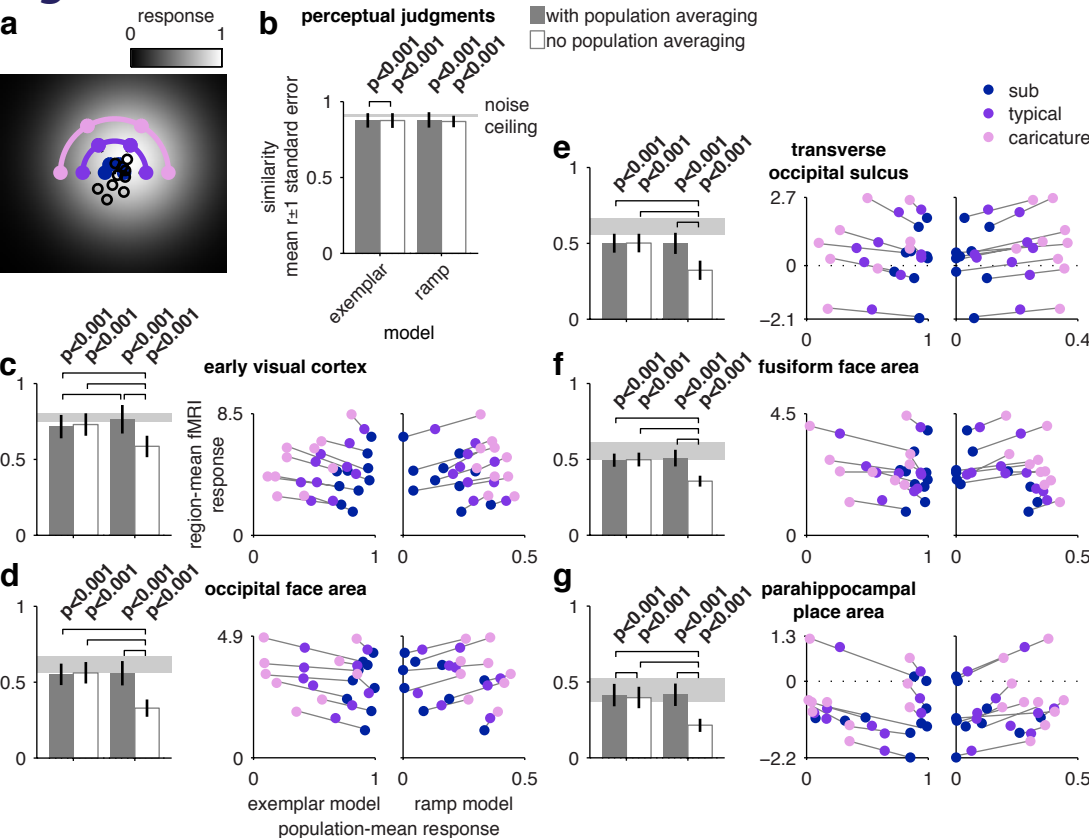 a
response
0 1
b
perceptual judgments
p<0.001
p<0.001
p<0.001
p<0.001
similarity
mean r±1 standard error
1
0.5
0
noise
ceiling
exemplar
ramp
model
with population averaging
no population averaging
sub
typical
caricature
c
early visual cortex
p<0.001
p<0.001
p<0.001
p<0.001
1
0.5
0
region-mean fMRI
response
8.5
0
0 1
0 0.5
d
occipital face area
p<0.001
p<0.001
p<0.001
p<0.001
1
0.5
0
4.9
0
0 1
0 0.5
exemplar model
ramp model
population-mean response
e
transverse
occipital sulcus
p<0.001
p<0.001
p<0.001
p<0.001
1
0.5
0
2.7
0
−2.1
0 1
0 0.4
f
fusiform face area
p<0.001
p<0.001
p<0.001
p<0.001
1
0.5
0
4.5
0
0 1
0 0.5
g
parahippocampal
place area
p<0.001
p<0.001
p<0.001
p<0.001
1
0.5
0
1.3
0
−2.2
0 1
0 0.5